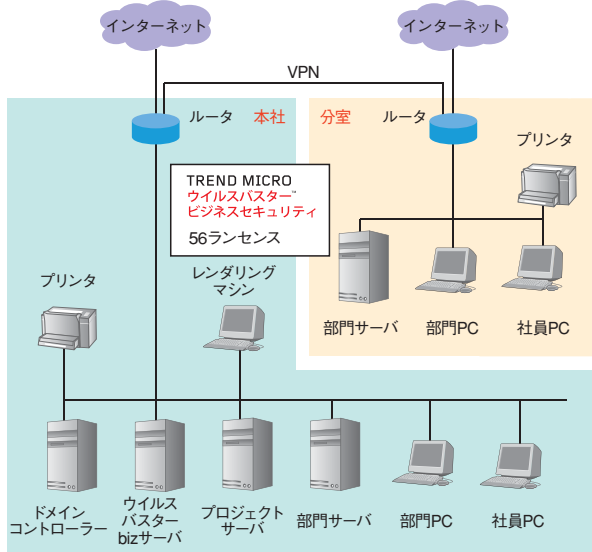 インターネット
インターネット
VPN
ルータ
本社
分室
ルータ
プリンタ
TREND MICRO
ウイルスバスター™
ビジネスセキュリティ
56ランセンス
プリンタ
レンダリング
マシン
部門サーバ
部門PC
社員PC
ドメイン
コントローラー
ウイルス
バスター
bizサーバ
プロジェクト
サーバ
部門サーバ
部門PC
社員PC